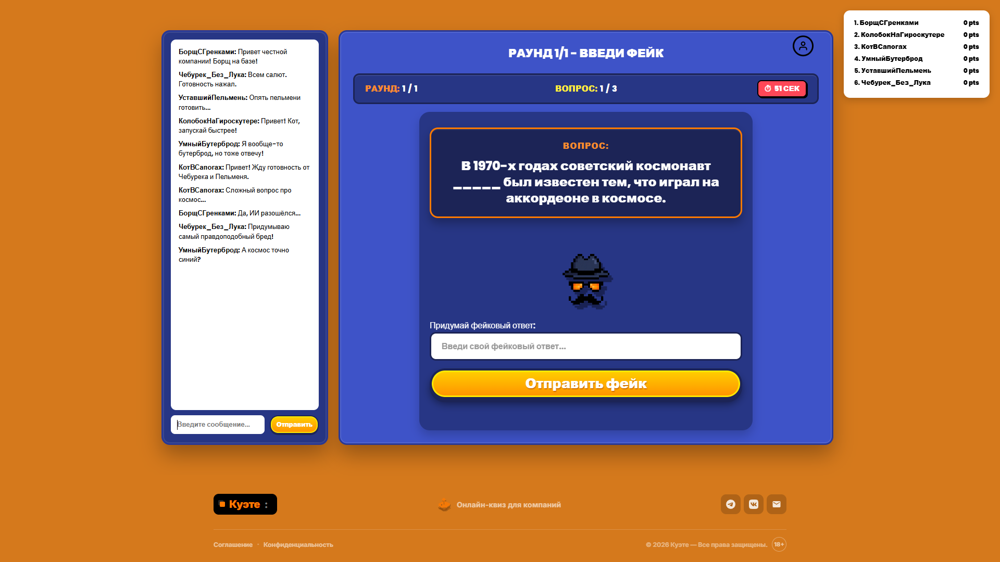 БорщСГренками: Привет честной
компании! Борщ на базе!
Чебурек_Без_Лука: Всем салют.
Готовность нажал.
УставшийПельмень: Опять пельмени
готовить...
КолобокНаГироскутере: Привет! Кот,
запускай быстрее!
УмныйБутерброд: Я вообще-то
бутерброд, но тоже отвечу!
КотВСапогах: Привет! Жду готовность от
Чебурека и Пельменя.
КотВСапогах: Сложный вопрос про
космос...
БорщСГренками: Да, ИИ разошёлся...
Чебурек_Без_Лука: Придумываю
самый правдоподобный бред!
УмныйБутерброд: А космос точно
синий?
Введите сообщение...
Отправить
РАУНД 1/1 - ВВЕДИ ФЕЙК
РАУНД: 1 / 1
ВОПРОС: 1 / 3
51 СЕК
ВОПРОС:
В 1970-х годах советский космонавт
_____ был известен тем, что играл на
аккордеоне в космосе.
Придумай фейковый ответ:
Введи свой фейковый ответ...
Отправить фейк
1. БорщСГренками 0 pts
2. КолобокНаГироскутере 0 pts
3. КотВСапогах 0 pts
4. УмныйБутерброд 0 pts
5. УставшийПельмень 0 pts
6. Чебурек_Без_Лука 0 pts
Куэте :
Онлайн-квиз для компаний
Соглашение · Конфиденциальность
© 2026 Куэте — Все права защищены. 18+